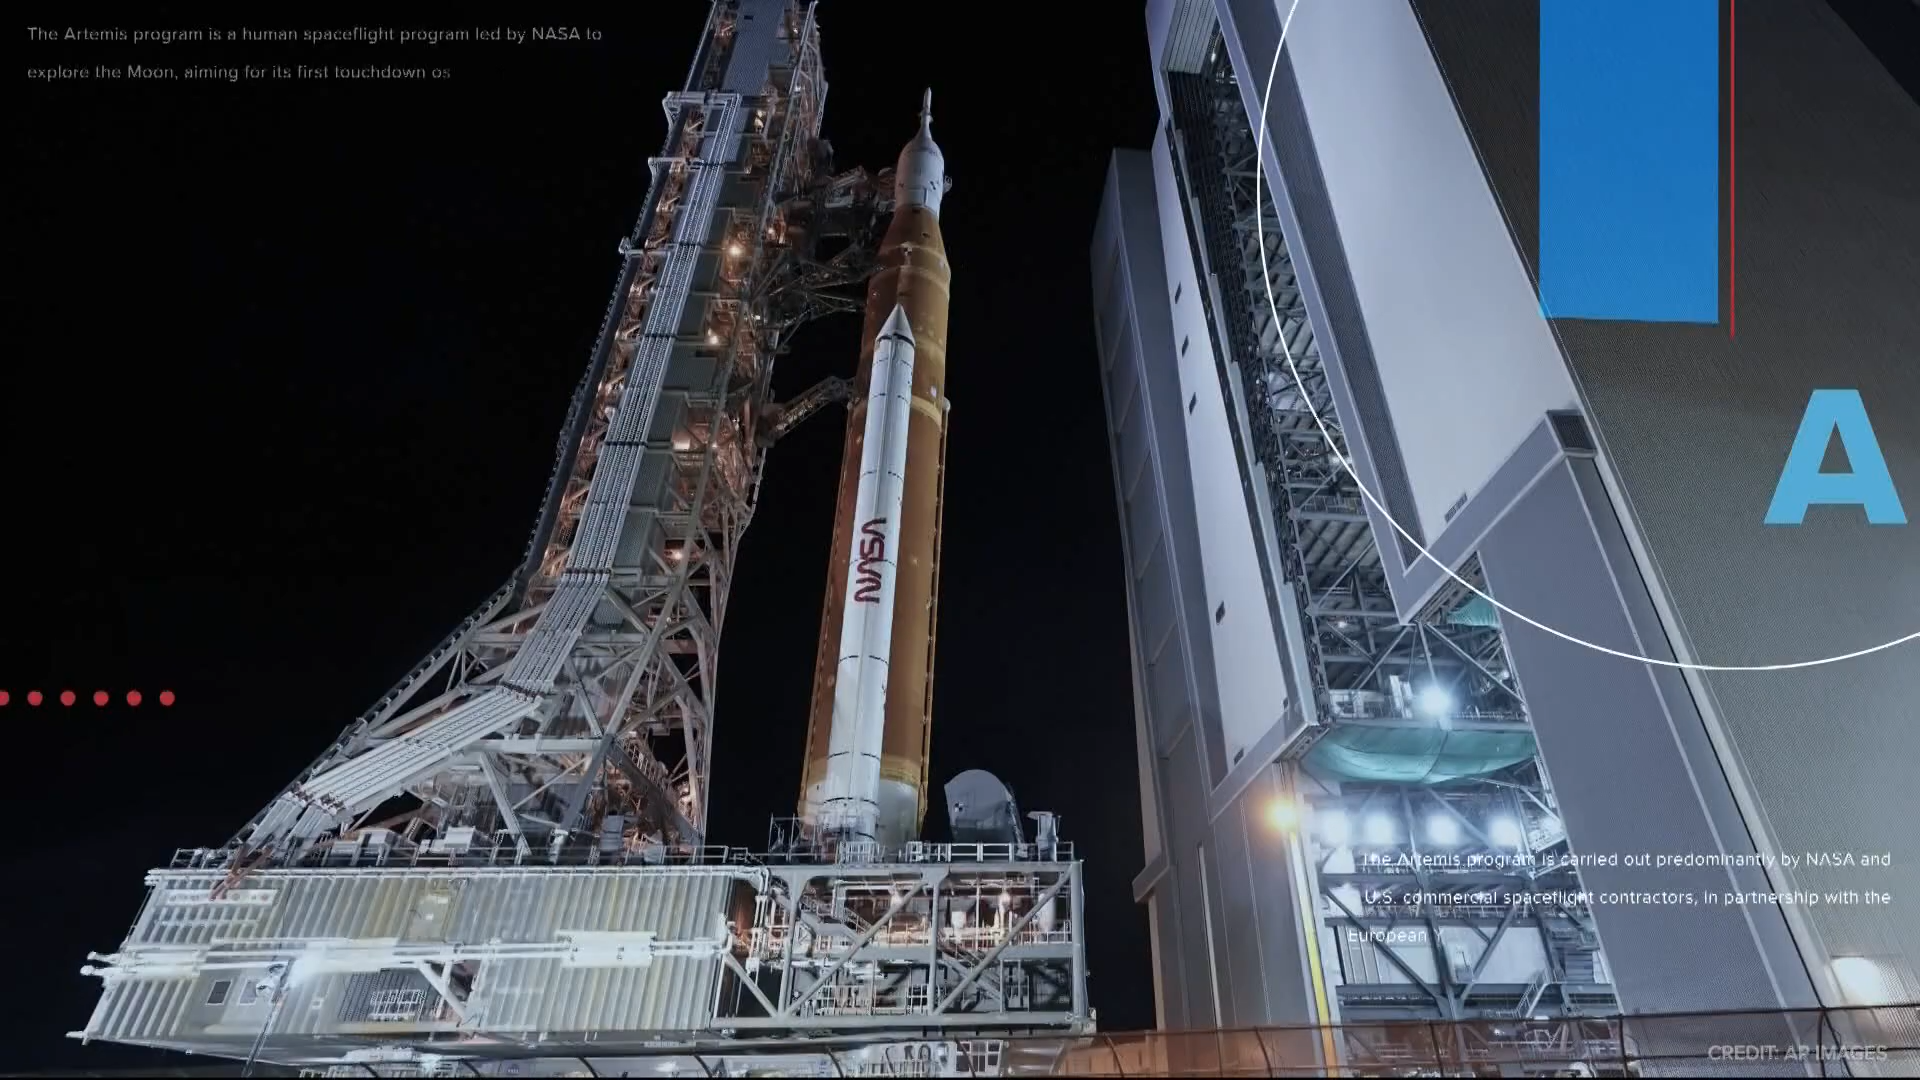 The Artemis program is a human spaceflight program led by NASA to
explore the Moon, aiming for its first touchdown os
NASA
A
The Artemis program is carried out predominantly by NASA and
U.S. commercial spaceflight contractors, in partnership with the
European
CREDIT: AP IMAGES